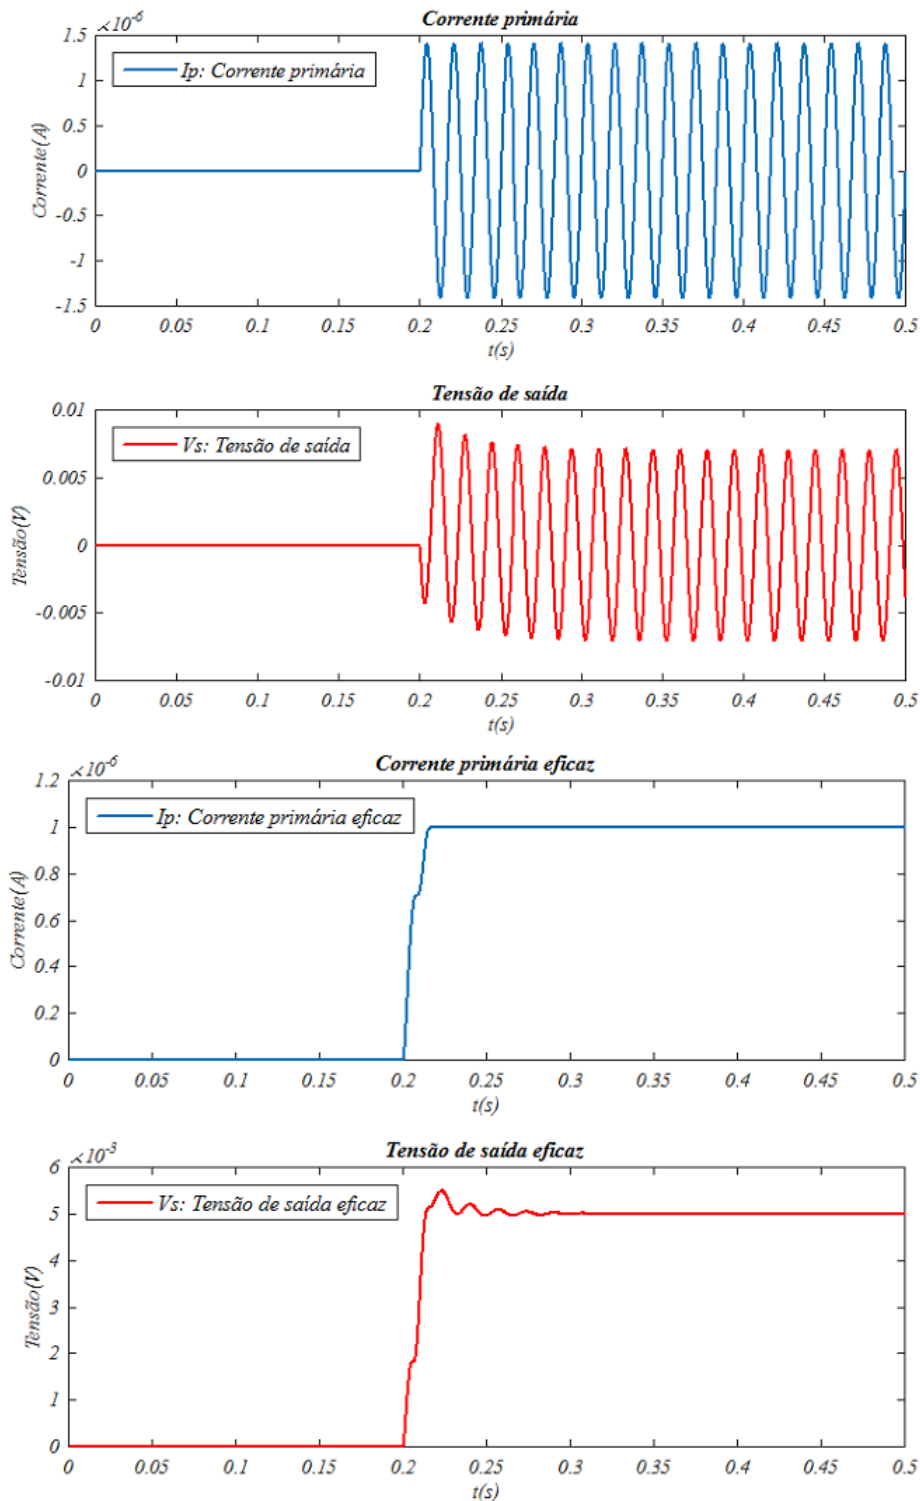 Corrente primária
×10-6
1.5
1
0.5
0
-0.5
-1
-1.5
Corrente(A)
Ip: Corrente primária
0 0.05 0.1 0.15 0.2 0.25 0.3 0.35 0.4 0.45 0.5
t(s)
Tensão de saída
0.01
0.005
0
-0.005
-0.01
Tensão(V)
Vs: Tensão de saída
0 0.05 0.1 0.15 0.2 0.25 0.3 0.35 0.4 0.45 0.5
t(s)
Corrente primária eficaz
×10-6
1.2
1
0.8
0.6
0.4
0.2
0
Corrente(A)
Ip: Corrente primária eficaz
0 0.05 0.1 0.15 0.2 0.25 0.3 0.35 0.4 0.45 0.5
t(s)
Tensão de saída eficaz
×10-3
6
5
4
3
2
1
0
Tensão(V)
Vs: Tensão de saída eficaz
0 0.05 0.1 0.15 0.2 0.25 0.3 0.35 0.4 0.45 0.5
t(s)